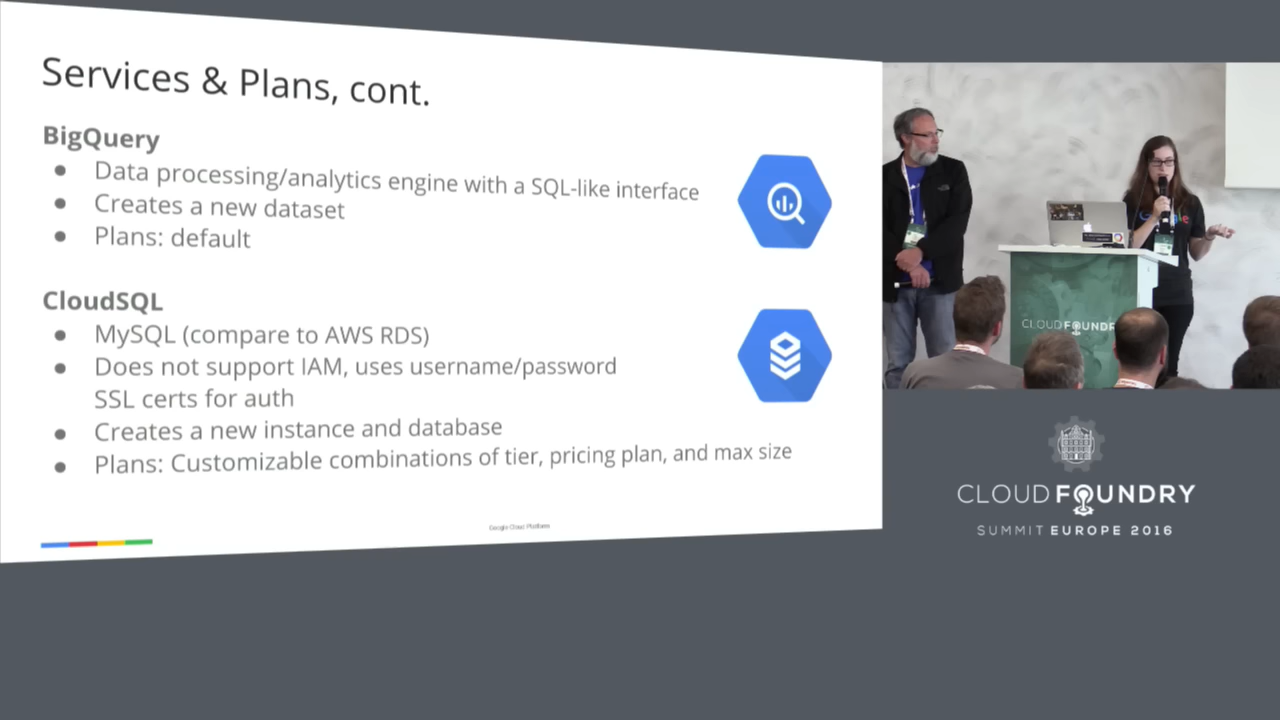 Services & Plans, cont.
BigQuery
● Data processing/analytics engine with a SQL-like interface
● Creates a new dataset
● Plans: default
CloudSQL
● MySQL (compare to AWS RDS)
● Does not support IAM, uses username/password
SSL certs for auth
● Creates a new instance and database
● Plans: Customizable combinations of tier, pricing plan, and max size
Google Cloud Platform
CLOUD FOUNDRY
CLOUD FOUNDRY
SUMMIT EUROPE 2016